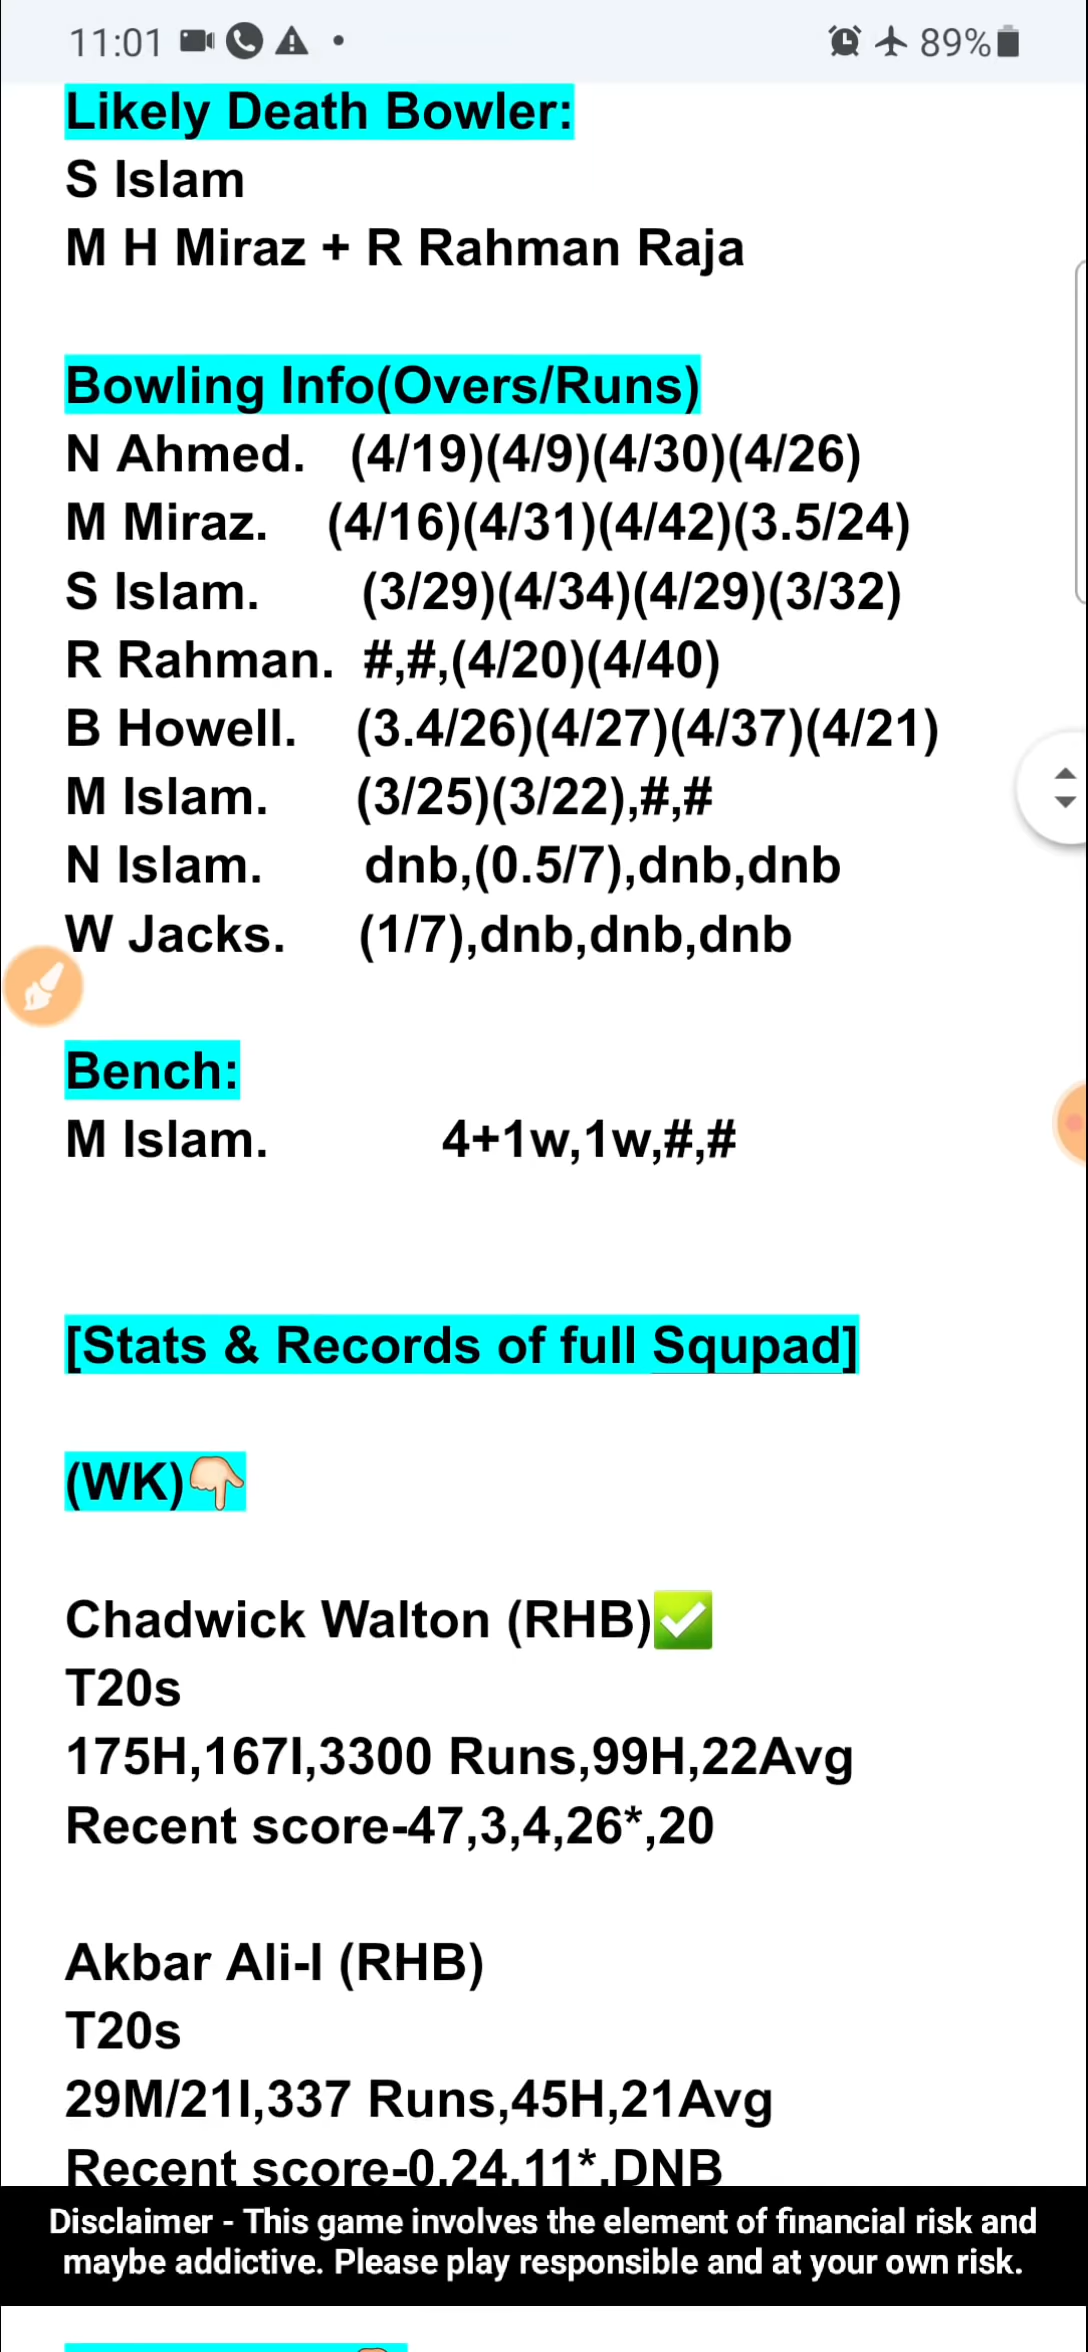 11:01
89%
Likely Death Bowler:
S Islam
M H Miraz + R Rahman Raja
Bowling Info(Overs/Runs)
N Ahmed. (4/19)(4/9)(4/30)(4/26)
M Miraz. (4/16)(4/31)(4/42)(3.5/24)
S Islam. (3/29)(4/34)(4/29)(3/32)
R Rahman. #,#,(4/20)(4/40)
B Howell. (3.4/26)(4/27)(4/37)(4/21)
M Islam. (3/25)(3/22),#,#
N Islam. dnb,(0.5/7),dnb,dnb
W Jacks. (1/7),dnb,dnb,dnb
Bench:
M Islam. 4+1w,1w,#,#
[Stats & Records of full Squpad]
(WK)👇
Chadwick Walton (RHB)✅
T20s
175H,167I,3300 Runs,99H,22Avg
Recent score-47,3,4,26*,20
Akbar Ali-I (RHB)
T20s
29M/21I,337 Runs,45H,21Avg
Recent score-0,24,11*,DNB
Disclaimer - This game involves the element of financial risk and
maybe addictive. Please play responsible and at your own risk.